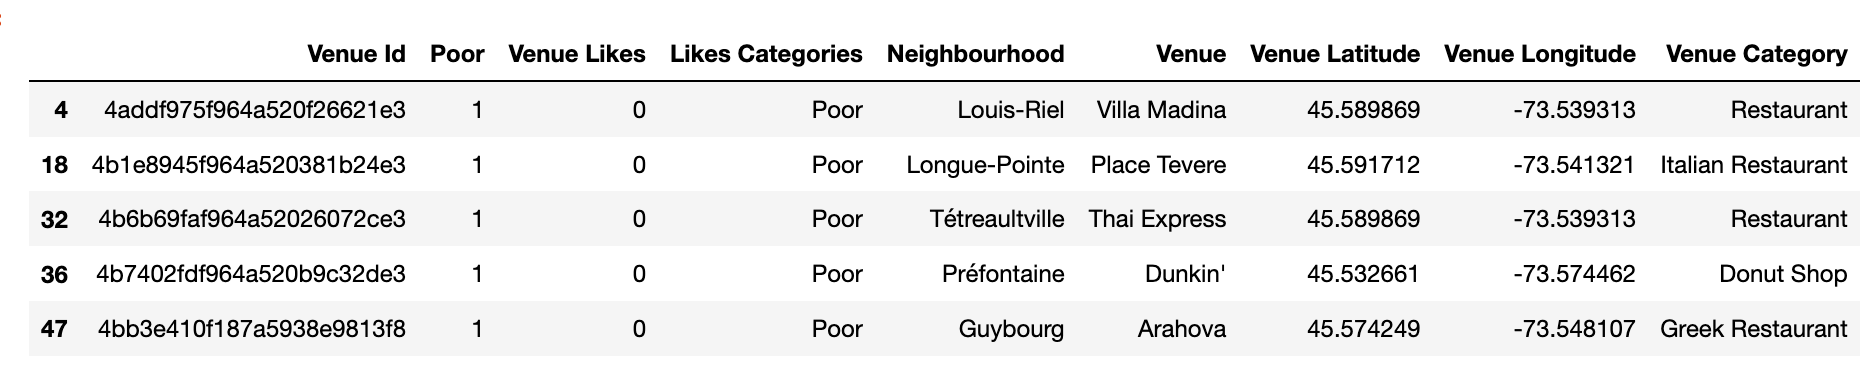 Venue Id Poor Venue Likes Likes Categories Neighbourhood Venue Venue Latitude Venue Longitude Venue Category
4 4addf975f964a520f26621e3 1 0 Poor Louis-Riel Villa Madina 45.589869 -73.539313 Restaurant
18 4b1e8945f964a520381b24e3 1 0 Poor Longue-Pointe Place Tevere 45.591712 -73.541321 Italian Restaurant
32 4b6b69faf964a52026072ce3 1 0 Poor Tétreaultville Thai Express 45.589869 -73.539313 Restaurant
36 4b7402fdf964a520b9c32de3 1 0 Poor Préfontaine Dunkin' 45.532661 -73.574462 Donut Shop
47 4bb3e410f187a5938e9813f8 1 0 Poor Guybourg Arahova 45.574249 -73.548107 Greek Restaurant